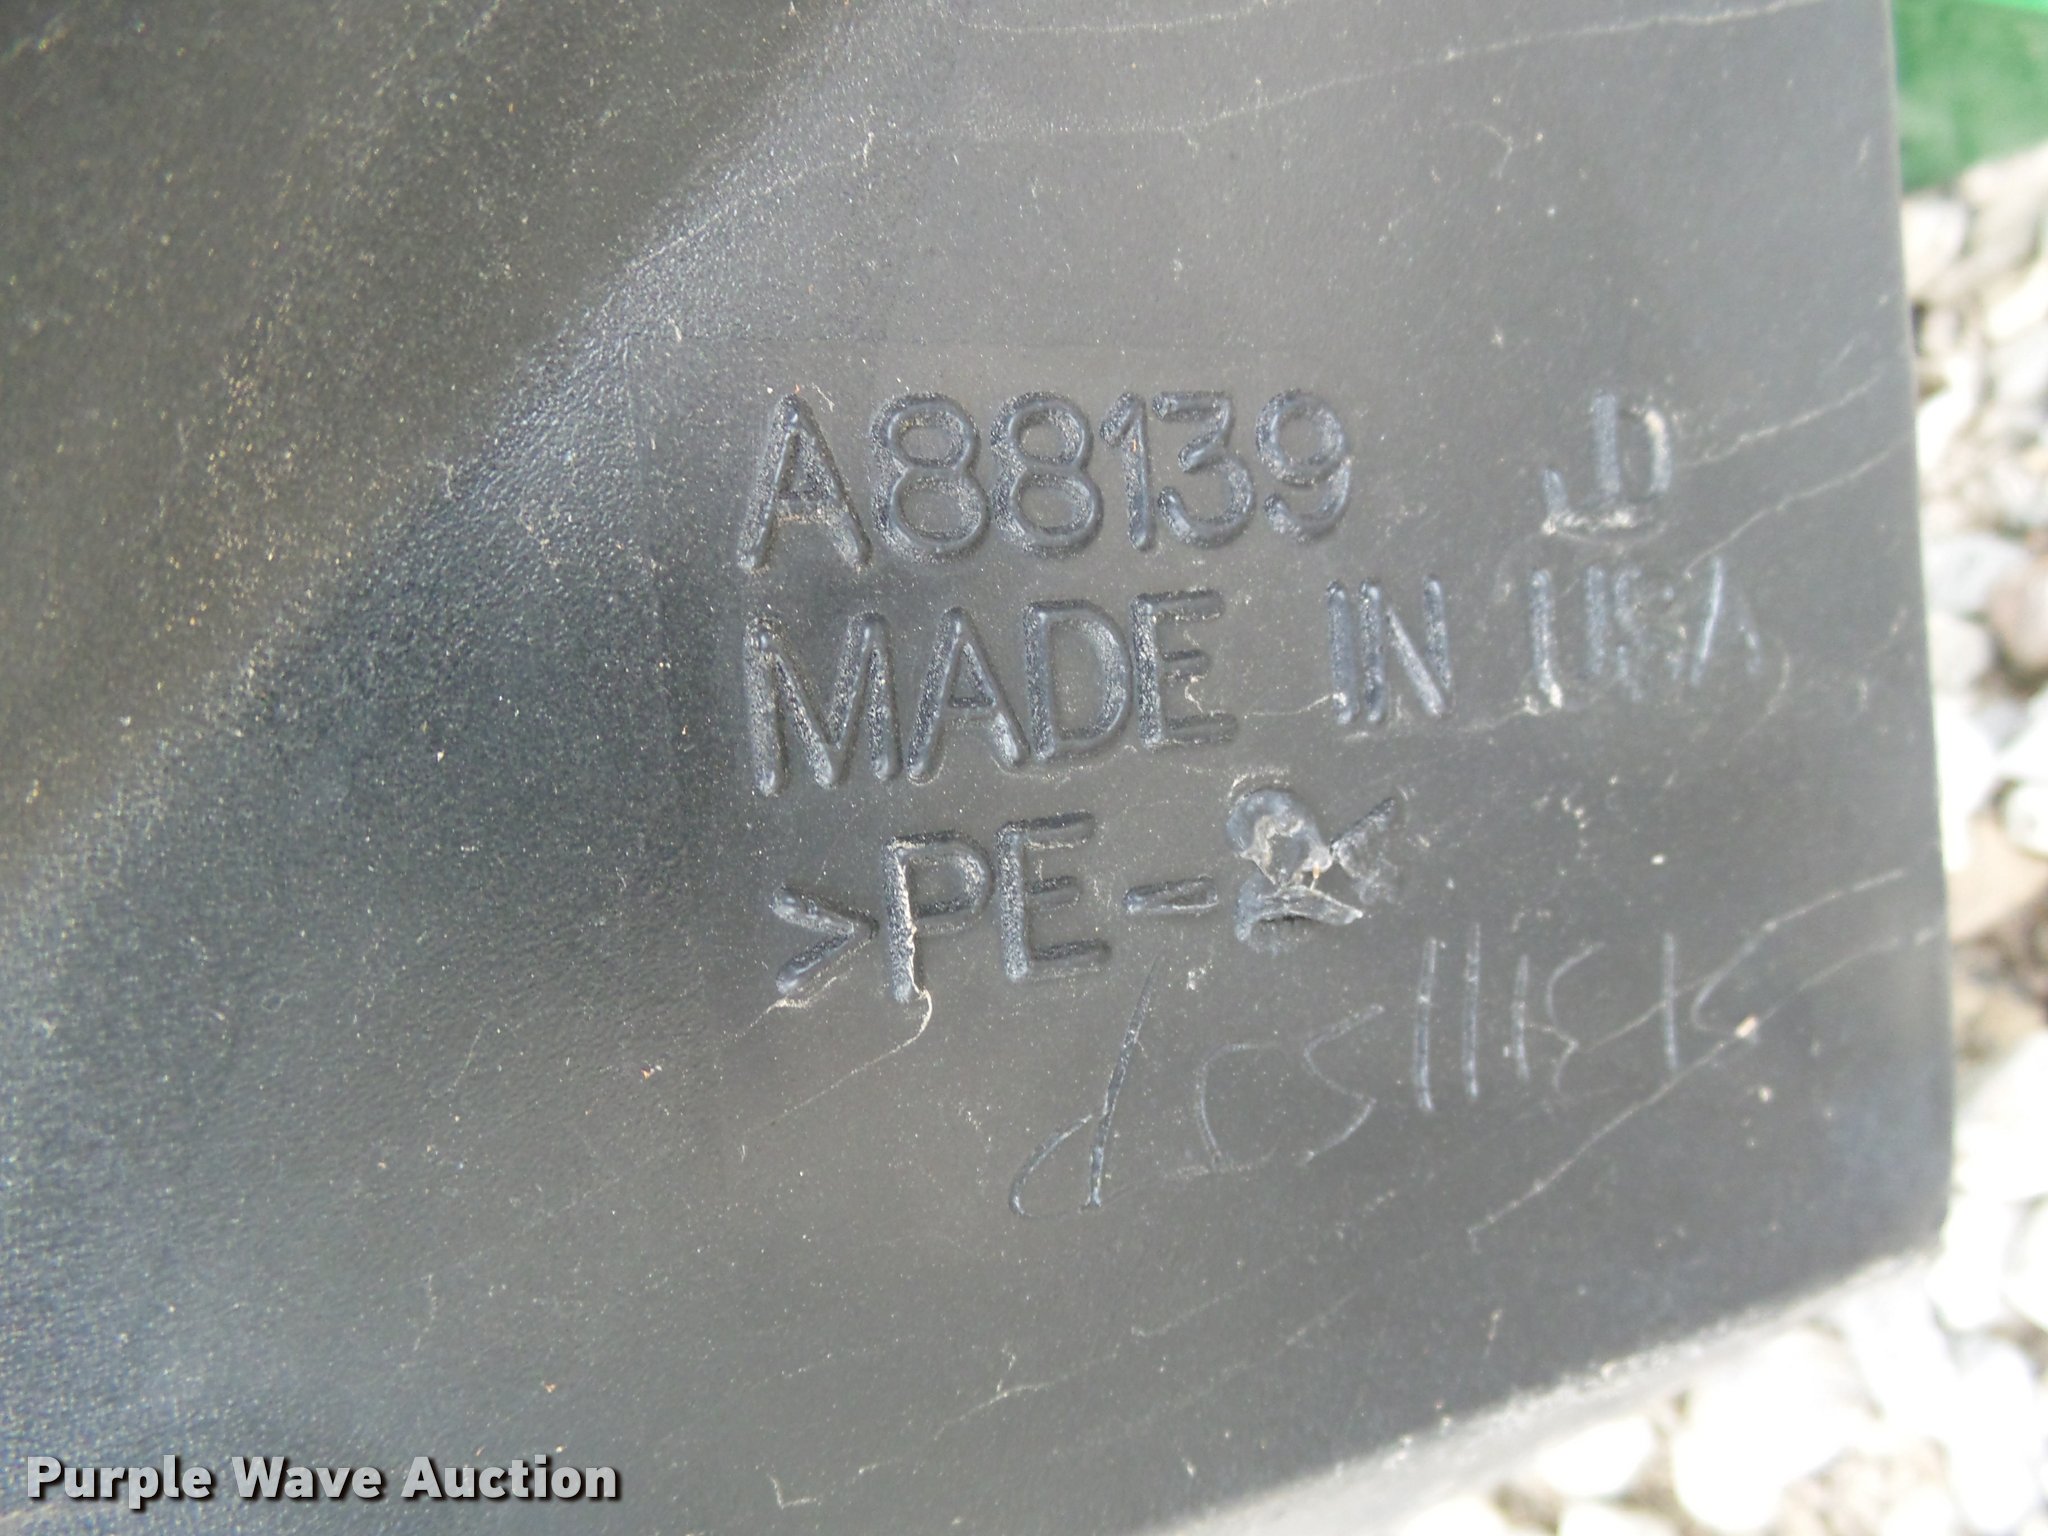 A88139 JD
MADE IN USA
>PE-
Purple Wave Auction